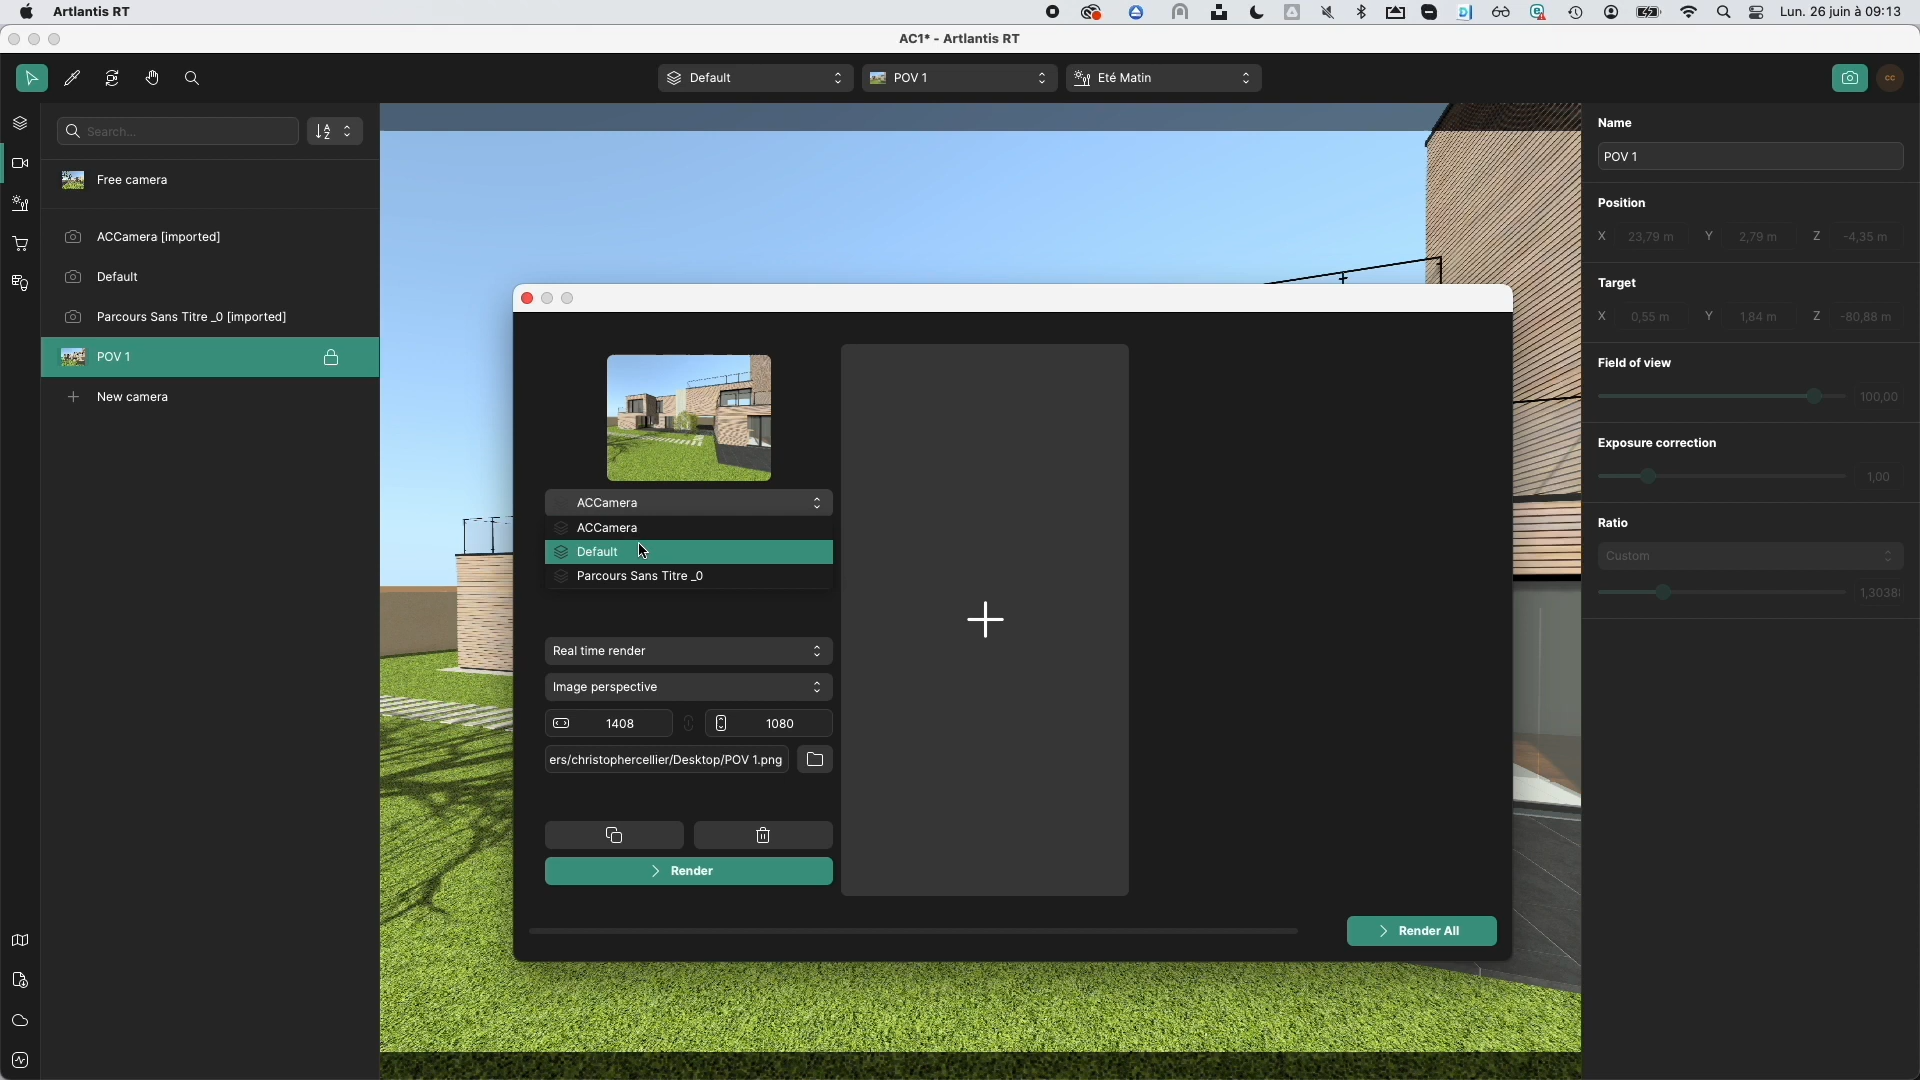 Artlantis RT
Lun. 26 juin à 09:13
AC1* - Artlantis RT
Default
POV 1
Eté Matin
cc
Search...
Free camera
ACCamera [imported]
Default
Parcours Sans Titre _0 [imported]
POV 1
New camera
ACCamera
ACCamera
Default
Parcours Sans Titre _0
Real time render
Image perspective
1408
1080
ers/christophercellier/Desktop/POV 1.png
Render
Render All
Name
POV 1
Position
X 23,79 m Y 2,79 m Z -4,35 m
Target
X 0,55 m Y 1,84 m Z -80,88 m
Field of view
100,00
Exposure correction
1,00
Ratio
Custom